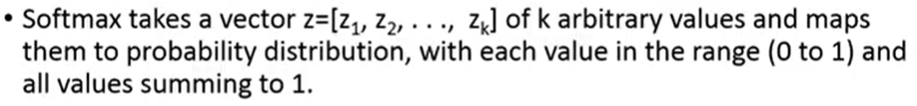 • Softmax takes a vector z=[z₁, z₂, . . ., zₖ] of k arbitrary values and maps
them to probability distribution, with each value in the range (0 to 1) and
all values summing to 1.